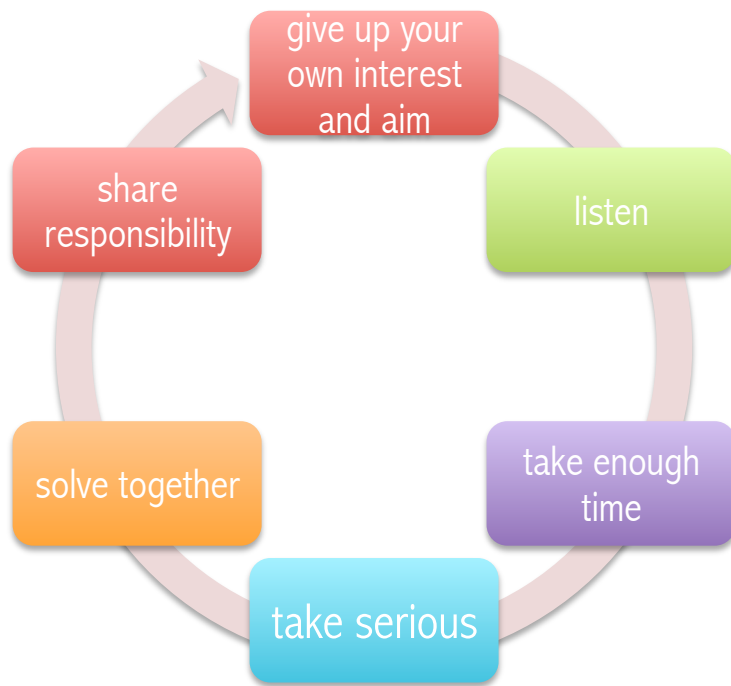 give up your
own interest
and aim
listen
take enough
time
take serious
solve together
share
responsibility